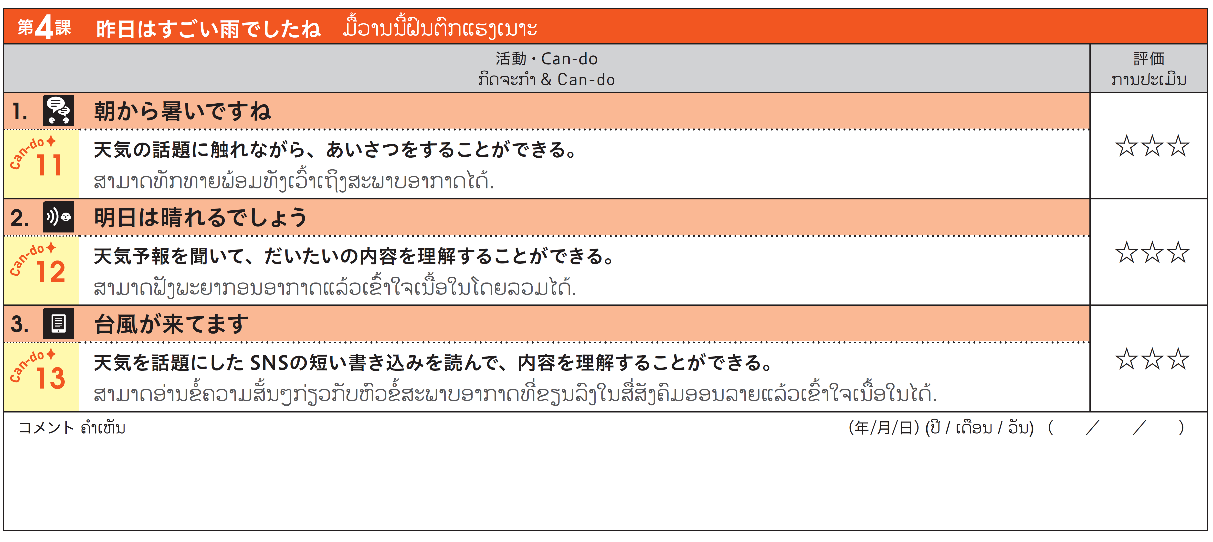 第4課 昨日はすごい雨でしたね ມື້ວານນີ້ຝົນຕົກແຮງເນາະ
活動・Can-do
ກິດຈະກຳ & Can-do
評価
ການປະເມີນ
1. 朝から暑いですね
Can-do 11
天気の話題に触れながら、あいさつをすることができる。
ສາມາດທັກທາຍພ້ອມທັງເວົ້າເຖິງສະພາບອາກາດໄດ້.
☆☆☆
2. 明日は晴れるでしょう
Can-do 12
天気予報を聞いて、だいたいの内容を理解することができる。
ສາມາດຟັງພະຍາກອນອາກາດແລ້ວເຂົ້າໃຈເນື້ອໃນໂດຍລວມໄດ້.
☆☆☆
3. 台風が来てます
Can-do 13
天気を話題にした SNSの短い書き込みを読んで、内容を理解することができる。
ສາມາດອ່ານຂໍ້ຄວາມສັ້ນໆກ່ຽວກັບຫົວຂໍ້ສະພາບອາກາດທີ່ຂຽນລົງໃນສື່ສັງຄົມອອນລາຍແລ້ວເຂົ້າໃຈເນື້ອໃນໄດ້.
☆☆☆
コメント ຄຳເຫັນ
（年/月/日）(ປີ / ເດືອນ / ວັນ) （ ／ ／ ）